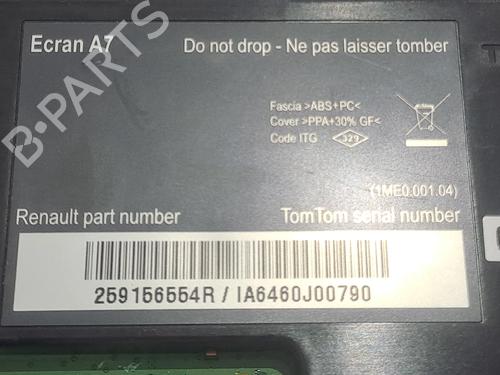 Ecran A7 Do not drop - Ne pas laisser tomber
Fascia >ABS+PC<
Cover >PPA+30% GF<
Code ITG 329
(1ME0.001.04)
Renault part number TomTom serial number
259156554R / IA6460J00790
B-PARTS